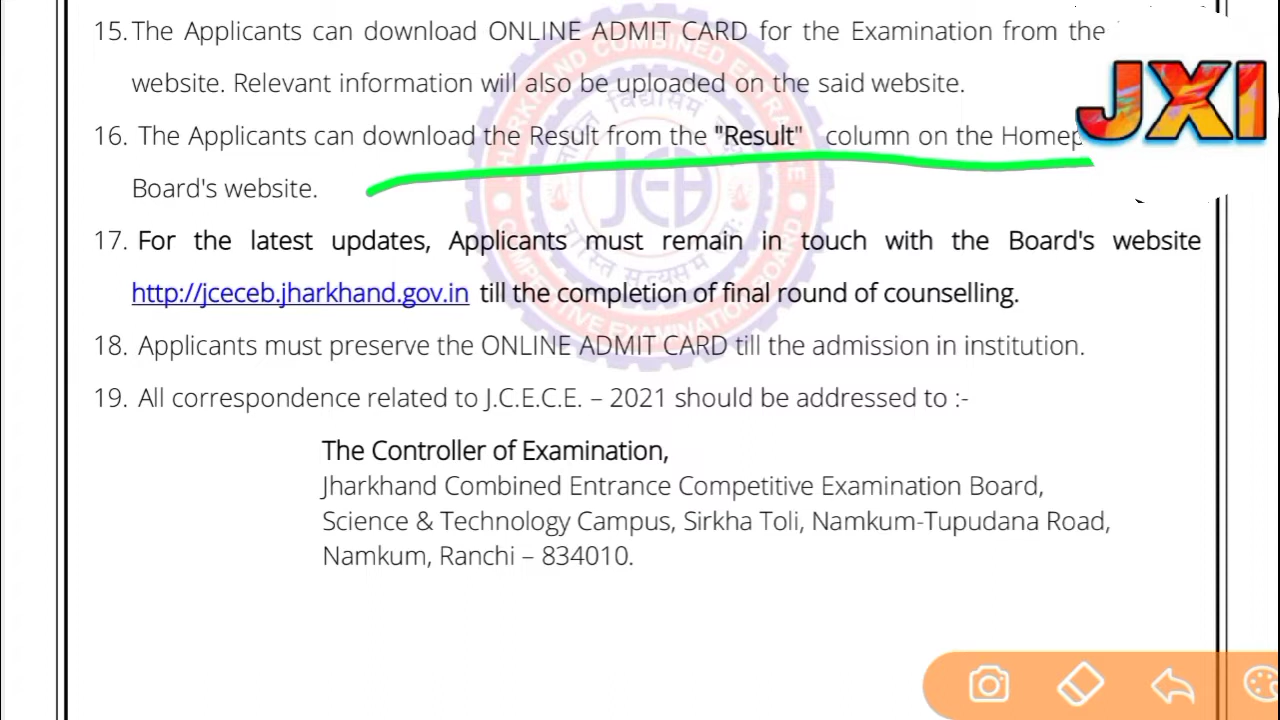 15. The Applicants can download ONLINE ADMIT CARD for the Examination from the
JXI
website. Relevant information will also be uploaded on the said website.
16. The Applicants can download the Result from the "Result" column on the
Board's website.
17. For the latest updates, Applicants must remain in touch with the Board's website
http://jceceb.jharkhand.gov.in till the completion of final round of counselling.
18. Applicants must preserve the ONLINE ADMIT CARD till the admission in institution.
19. All correspondence related to J.C.E.C.E. – 2021 should be addressed to :-
The Controller of Examination,
Jharkhand Combined Entrance Competitive Examination Board,
Science & Technology Campus, Sirkha Toli, Namkum-Tupudana Road,
Namkum, Ranchi – 834010.
JCEB